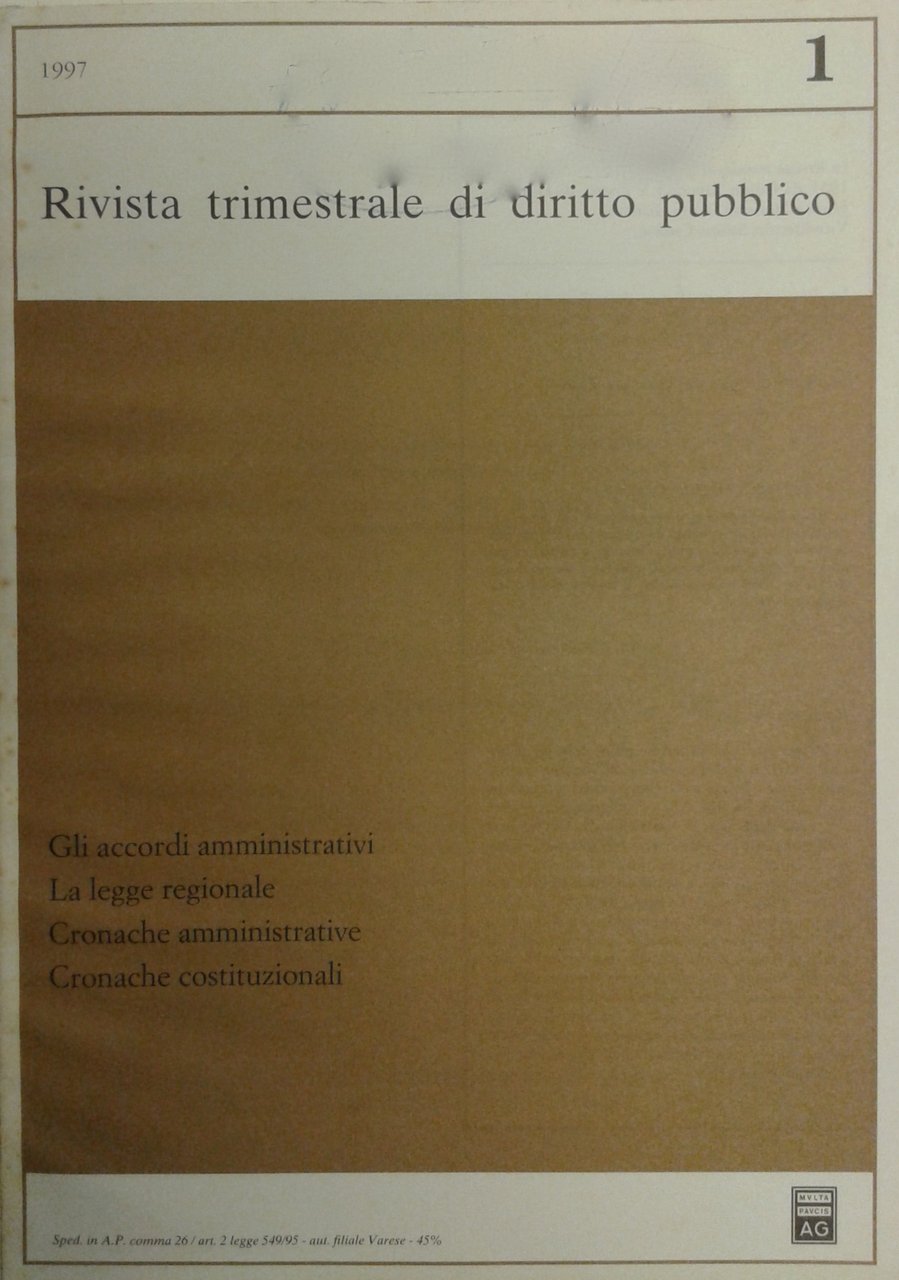 1997
1
Rivista trimestrale di diritto pubblico
Gli accordi amministrativi
La legge regionale
Cronache amministrative
Cronache costituzionali
MVLTA
PAVCIS
AG
Sped. in A.P. comma 26 / art. 2 legge 549/95 - aut. filiale Varese - 45%